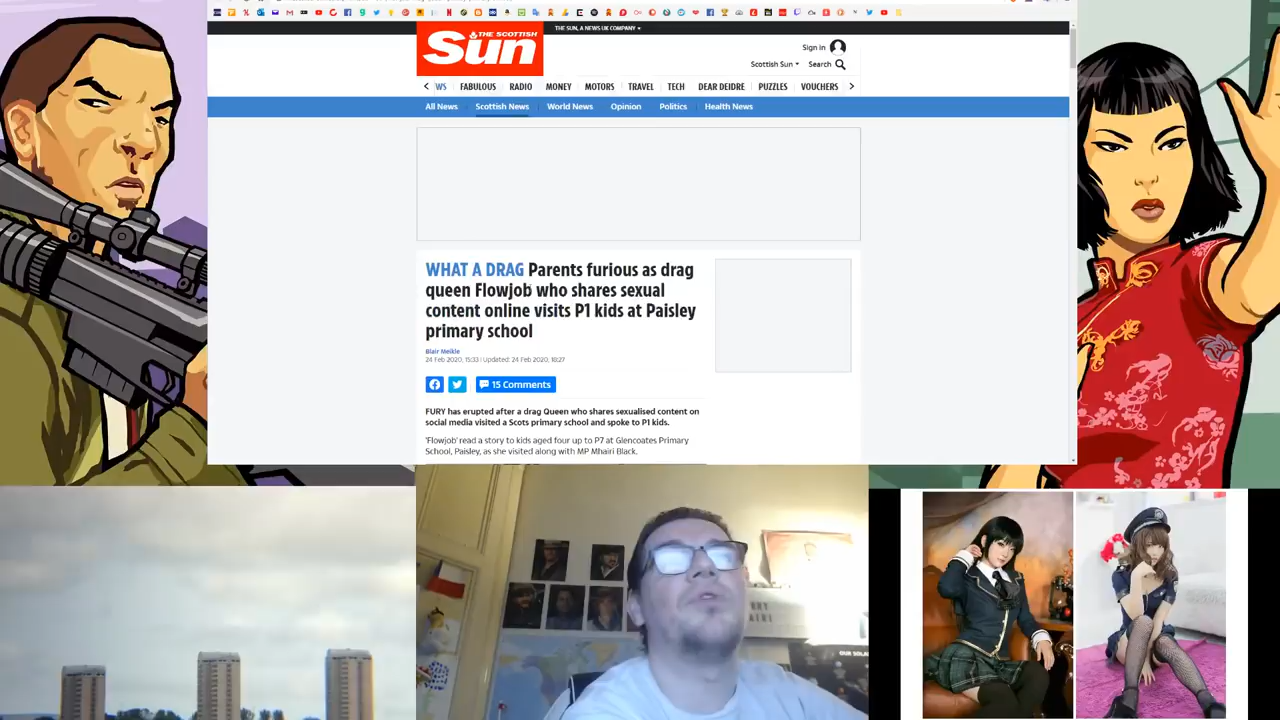 THE SCOTTISH
Sun
THE SUN, A NEWS UK COMPANY
Sign in
Scottish Sun
Search
WS FABULOUS RADIO MONEY MOTORS TRAVEL TECH DEAR DEIDRE PUZZLES VOUCHERS
All News Scottish News World News Opinion Politics Health News
WHAT A DRAG Parents furious as drag
queen Flowjob who shares sexual
content online visits P1 kids at Paisley
primary school
Blair Meikle
24 Feb 2020, 15:33 | Updated: 24 Feb 2020, 18:27
15 Comments
FURY has erupted after a drag Queen who shares sexualised content on
social media visited a Scots primary school and spoke to P1 kids.
'Flowjob' read a story to kids aged four up to P7 at Glencoates Primary
School, Paisley, as she visited along with MP Mhairi Black.
OUR SOLA